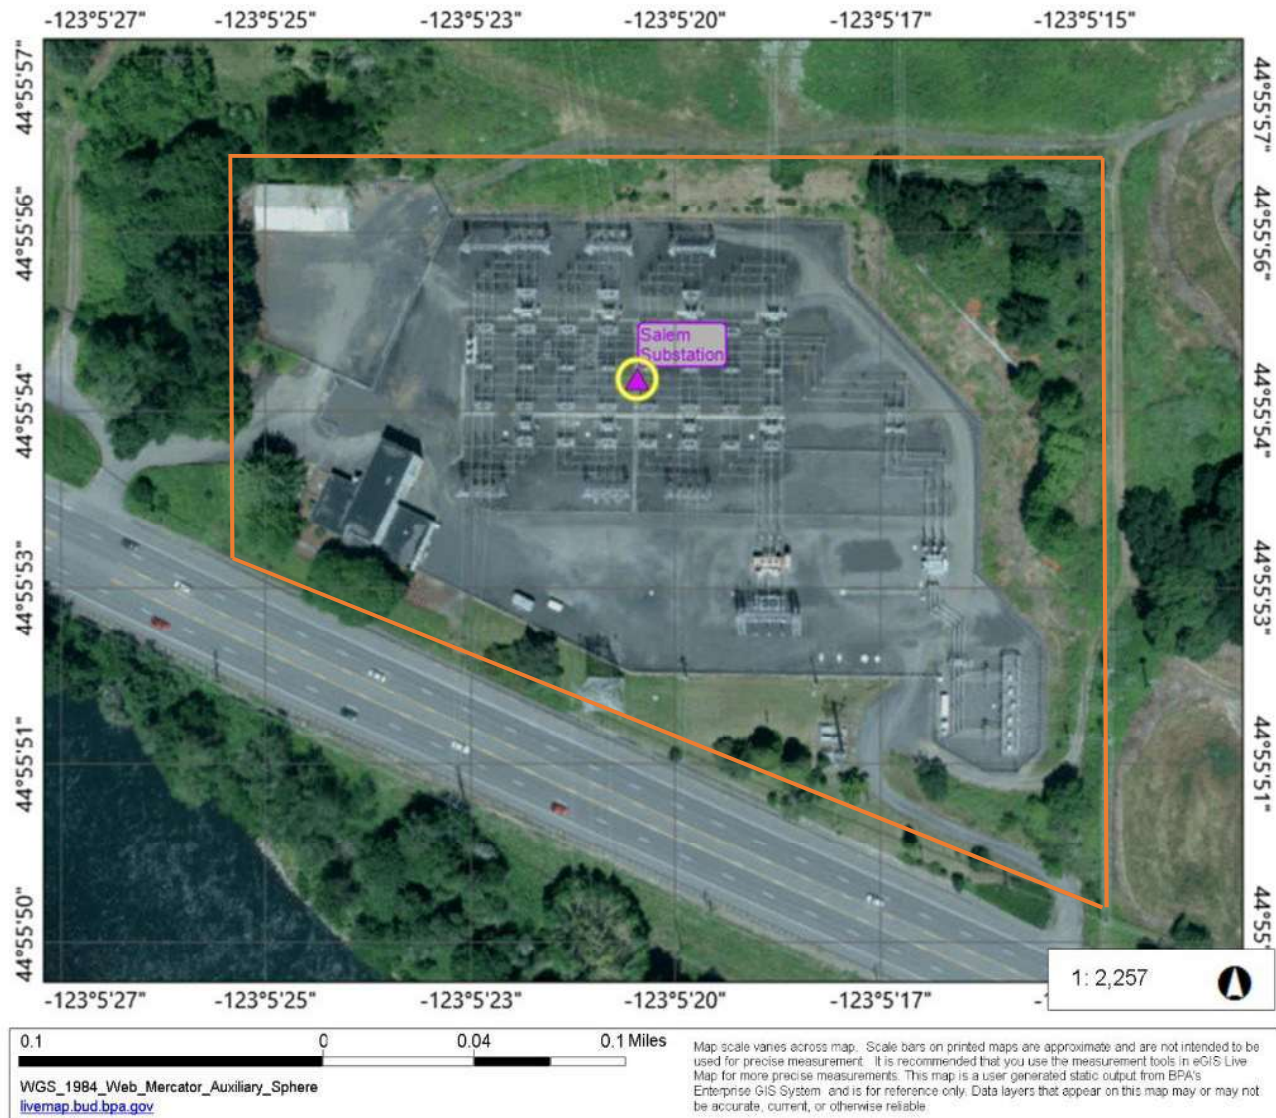 -123°5'27" -123°5'25" -123°5'23" -123°5'20" -123°5'17" -123°5'15"
44°55'57" 44°55'57"
44°55'56" 44°55'56"
Salem
Substation
44°55'54" 44°55'54"
44°55'53" 44°55'53"
44°55'51" 44°55'51"
44°55'50" 44°55'
-123°5'27" -123°5'25" -123°5'23" -123°5'20" -123°5'17" -1
1: 2,257
0.1 0 0.04 0.1 Miles
WGS_1984_Web_Mercator_Auxiliary_Sphere
livemap.bud.bpa.gov
Map scale varies across map. Scale bars on printed maps are approximate and are not intended to be
used for precise measurement. It is recommended that you use the measurement tools in eGIS Live
Map for more precise measurements. This map is a user generated static output from BPA's
Enterprise GIS System and is for reference only. Data layers that appear on this map may or may not
be accurate, current, or otherwise reliable